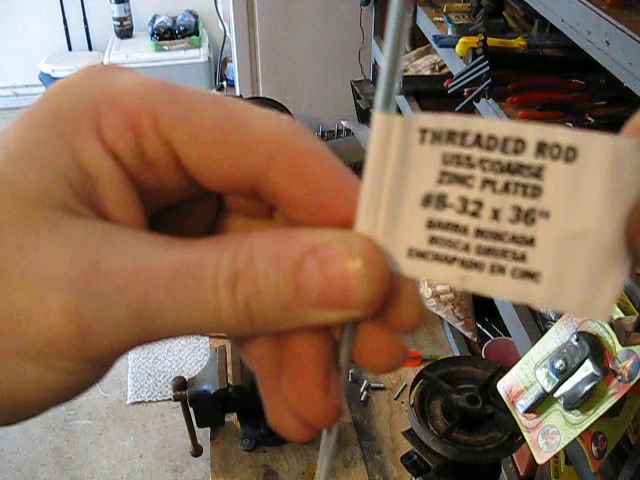 THREADED ROD
USS/COARSE
ZINC PLATED
#8-32 x 36"
BARRA ROSCADA
ROSCA GRUESA
ENCHAPADO EN CINC